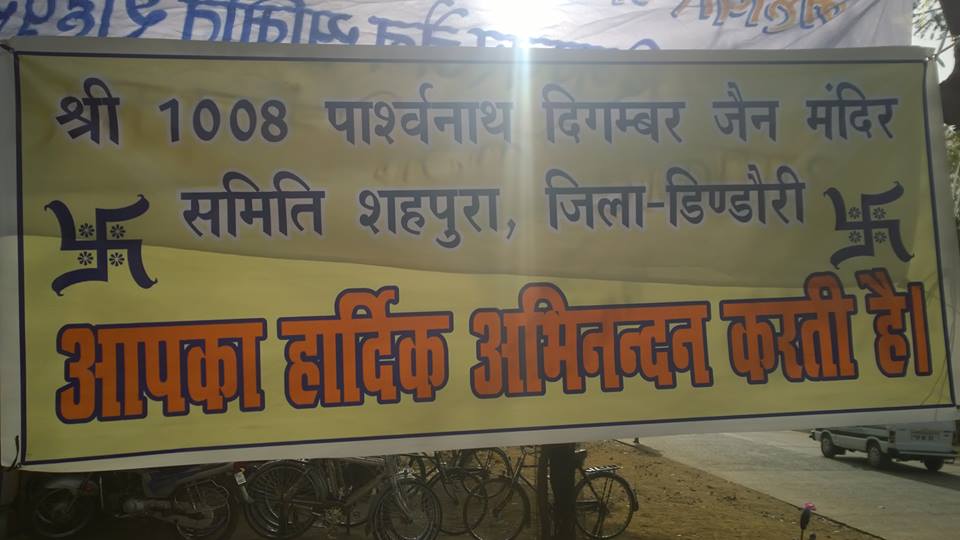 श्री 1008 पार्श्वनाथ दिगम्बर जैन मंदिर
समिति शहपुरा, जिला-डिण्डौरी
आपका हार्दिक अभिनन्दन करती है।